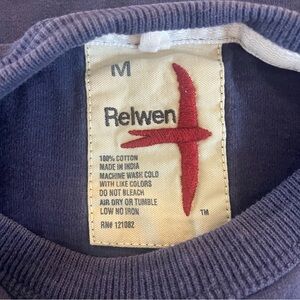 M
Relwen
100% COTTON
MADE IN INDIA
MACHINE WASH COLD
WITH LIKE COLORS
DO NOT BLEACH
AIR DRY OR TUMBLE
LOW NO IRON
TM
RN# 121082